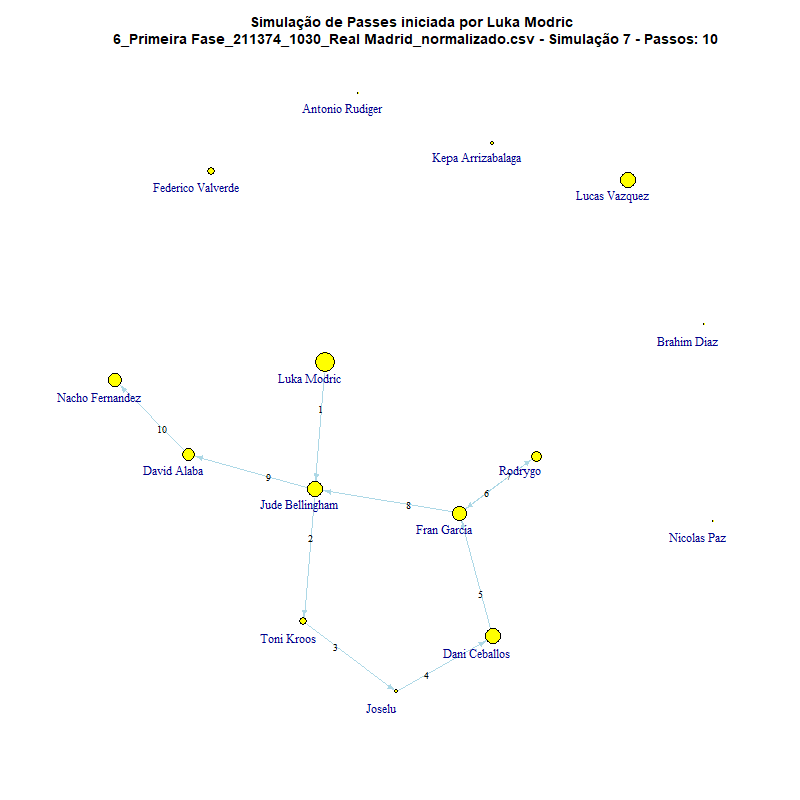 Simulação de Passes iniciada por Luka Modric
6_Primeira Fase_211374_1030_Real Madrid_normalizado.csv - Simulação 7 - Passos: 10
Antonio Rudiger
Kepa Arrizabalaga
Federico Valverde
Lucas Vazquez
Brahim Diaz
Luka Modric
Nacho Fernandez
1
10
David Alaba
Rodrygo
9
7
6
Jude Bellingham
8
Fran Garcia
2
Nicolas Paz
5
Toni Kroos
3
Dani Ceballos
4
Joselu